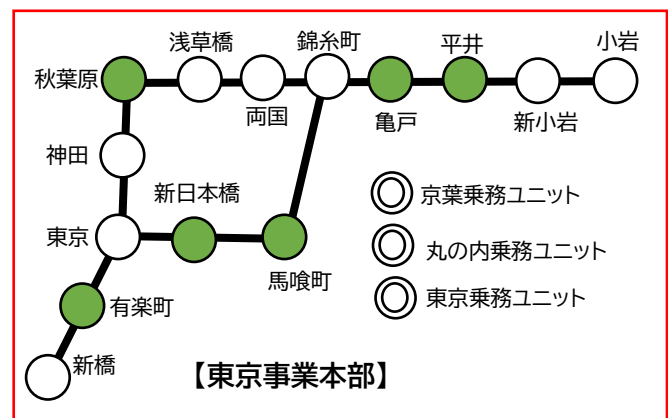 浅草橋
錦糸町
平井
小岩
秋葉原
両国
亀戸
新小岩
神田
新日本橋
京葉乗務ユニット
東京
丸の内乗務ユニット
馬喰町
有楽町
東京乗務ユニット
新橋
【東京事業本部】